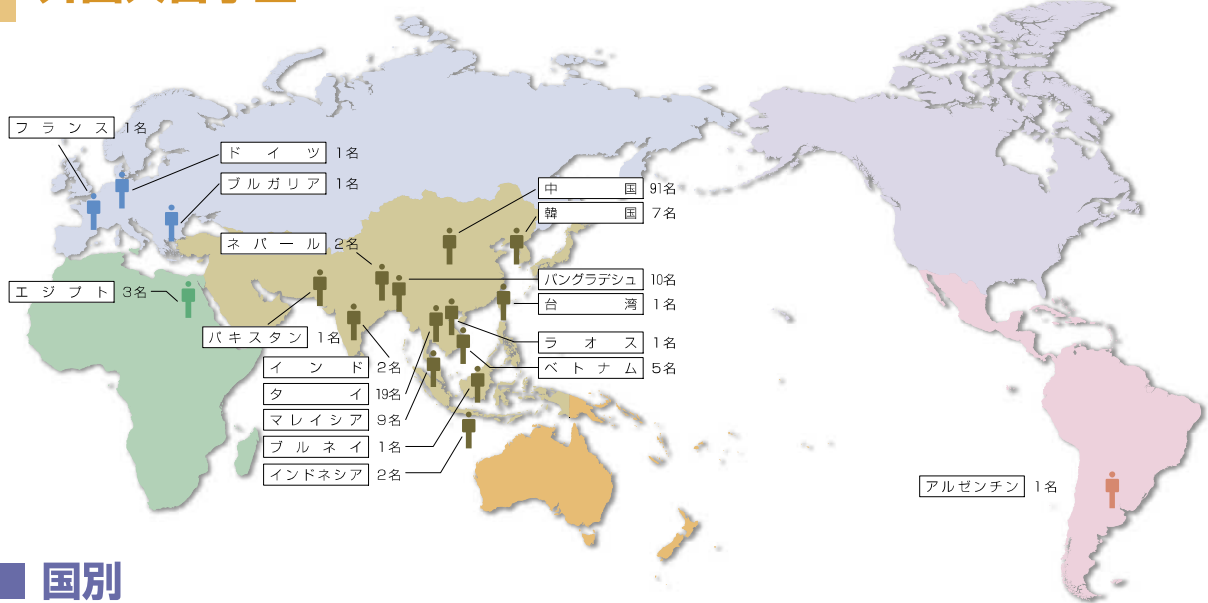 フランス 1名
ドイツ 1名
ブルガリア 1名
中国 91名
韓国 7名
ネパール 2名
エジプト 3名
バングラデシュ 10名
台湾 1名
パキスタン 1名
ラオス 1名
インド 2名
ベトナム 5名
タイ 19名
マレイシア 9名
ブルネイ 1名
インドネシア 2名
アルゼンチン 1名
国別